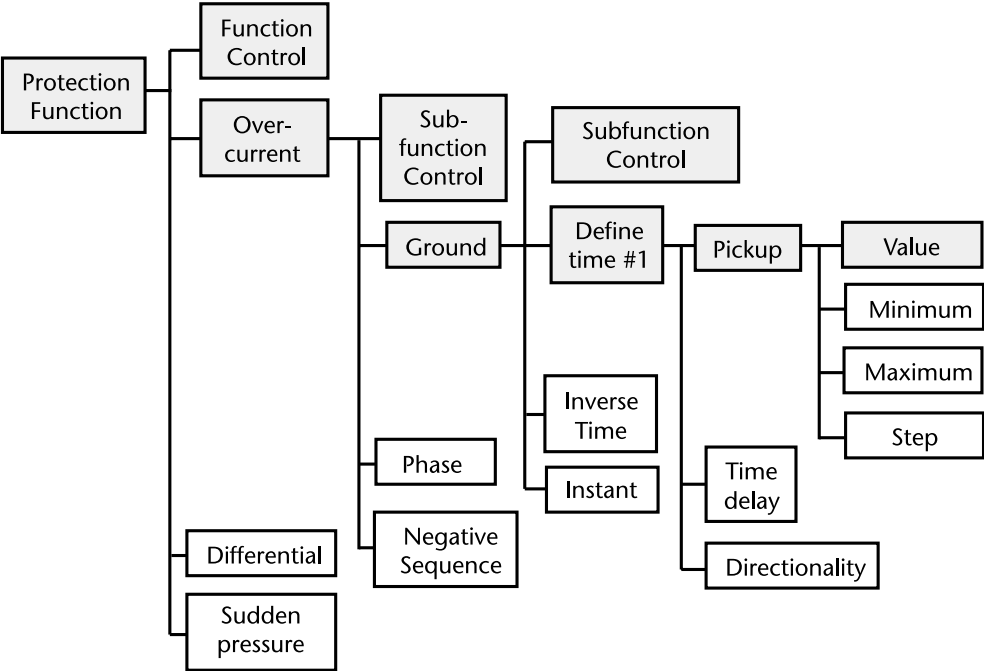 Protection
Function
Function
Control
Over-
current
Differential
Sudden
pressure
Sub-
function
Control
Ground
Phase
Negative
Sequence
Subfunction
Control
Define
time #1
Inverse
Time
Instant
Pickup
Time
delay
Directionality
Value
Minimum
Maximum
Step